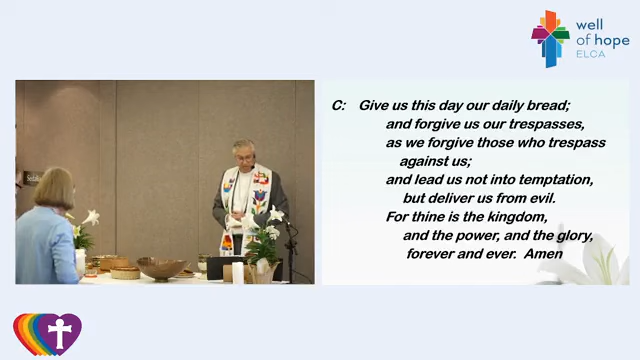 well
of hope
ELCA
C: Give us this day our daily bread;
and forgive us our trespasses,
as we forgive those who trespass
against us;
and lead us not into temptation,
but deliver us from evil.
For thine is the kingdom,
and the power, and the glory,
forever and ever. Amen